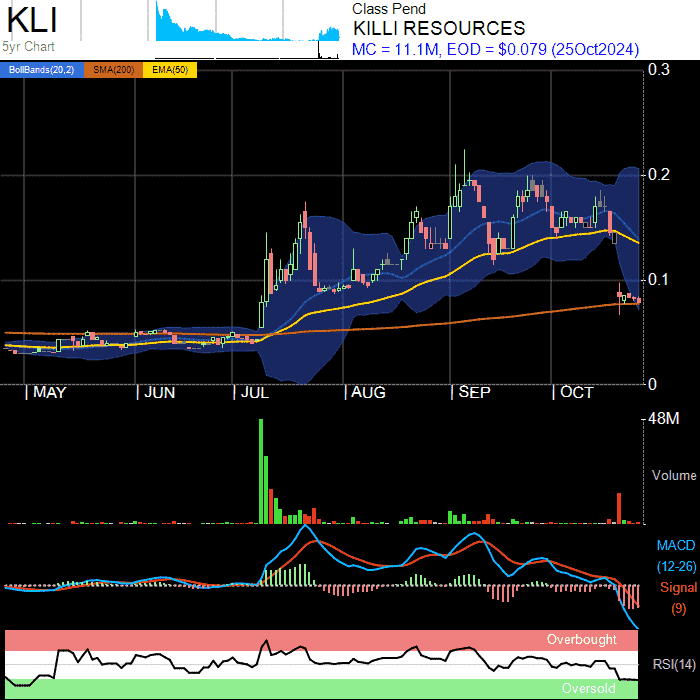 KLI
5yr Chart
Class Pend
KILLI RESOURCES
MC = 11.1M, EOD = $0.079 (25Oct2024)
BollBands(20,2) SMA(200) EMA(50)
0.3
0.2
0.1
0
MAY JUN JUL AUG SEP OCT
48M
Volume
MACD
(12-26)
Signal
(9)
Overbought
RSI(14)
Oversold